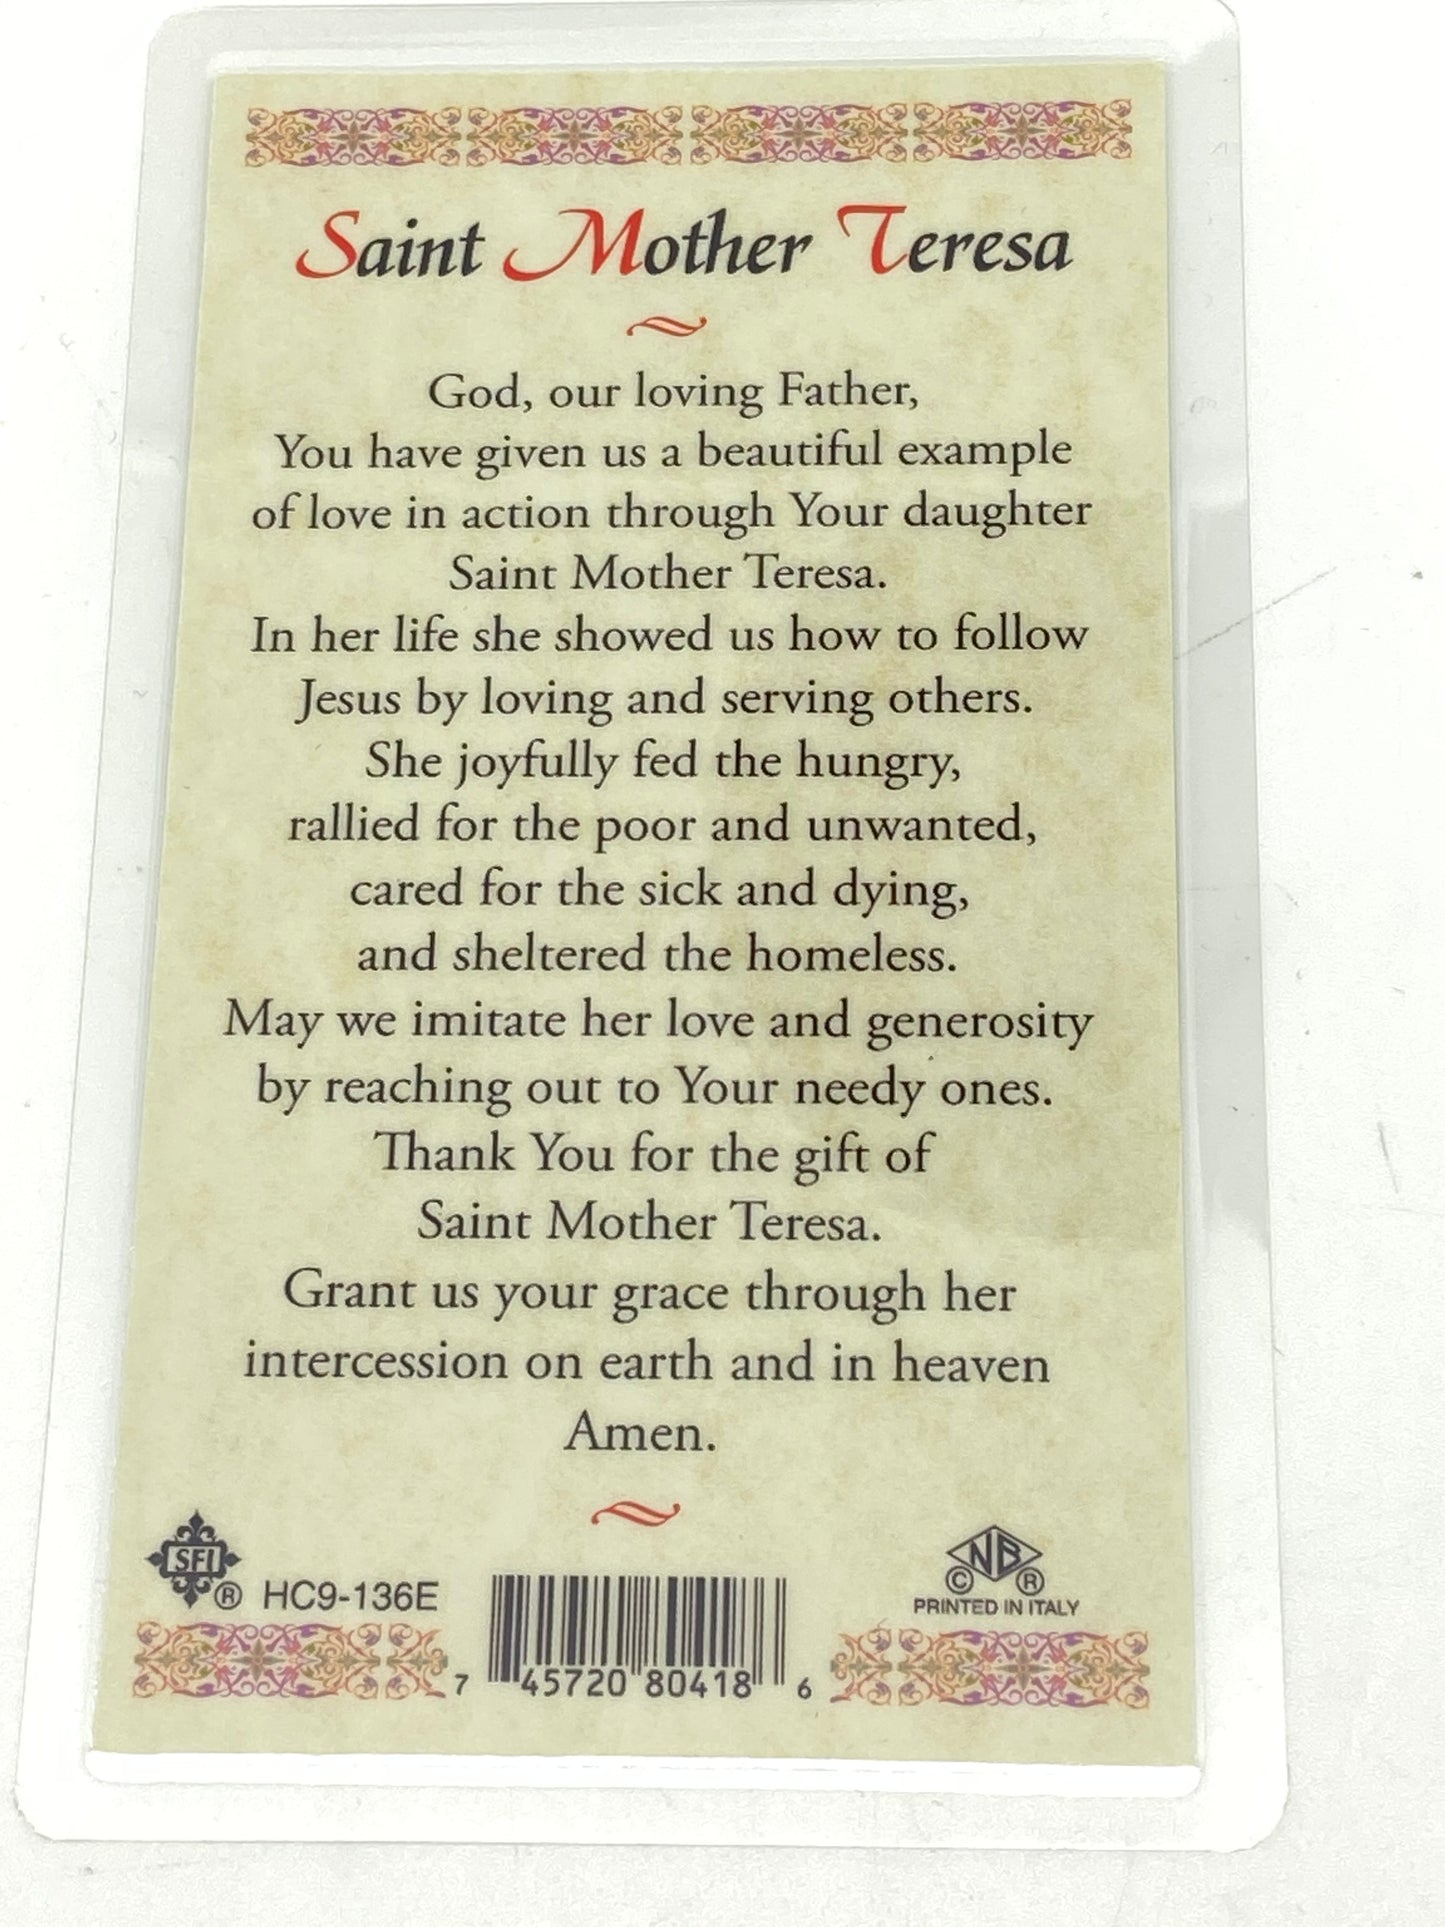 Saint Mother Teresa
God, our loving Father,
You have given us a beautiful example
of love in action through Your daughter
Saint Mother Teresa.
In her life she showed us how to follow
Jesus by loving and serving others.
She joyfully fed the hungry,
rallied for the poor and unwanted,
cared for the sick and dying,
and sheltered the homeless.
May we imitate her love and generosity
by reaching out to Your needy ones.
Thank You for the gift of
Saint Mother Teresa.
Grant us your grace through her
intercession on earth and in heaven
Amen.
SFI ® HC9-136E
NB
© ®
PRINTED IN ITALY
7 45720 80418 6